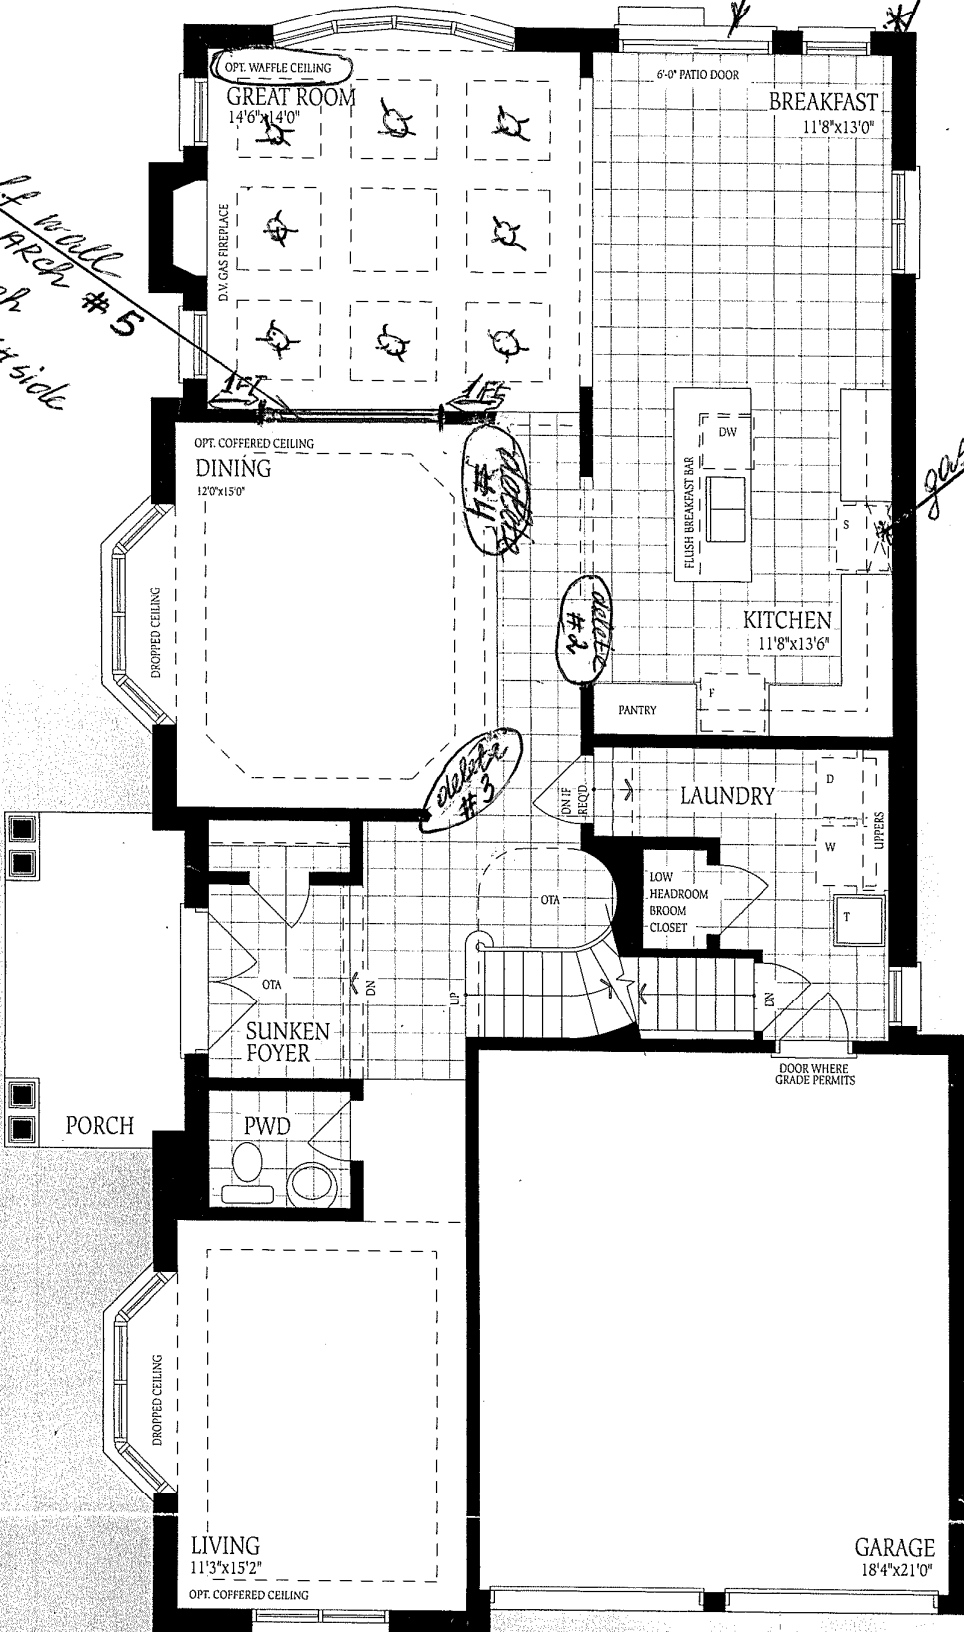 OPT. WAFFLE CEILING
GREAT ROOM
14'6"x14'0"
6'-0" PATIO DOOR
BREAKFAST
11'8"x13'0"
wall
ARCH
#5
side
D.V. GAS FIREPLACE
1FT
1FT
OPT. COFFERED CEILING
DINING
12'0"x15'0"
delete
#4
DW
FLUSH BREAKFAST BAR
S
gas
DROPPED CEILING
delete
#2
KITCHEN
11'8"x13'6"
PANTRY
F
delete
#3
DN IF
REQ'D.
LAUNDRY
D
W
UPPERS
LOW
HEADROOM
BROOM
CLOSET
T
OTA
OTA
DN
UP
DN
SUNKEN
FOYER
DOOR WHERE
GRADE PERMITS
PORCH
PWD
DROPPED CEILING
LIVING
11'3"x15'2"
OPT. COFFERED CEILING
GARAGE
18'4"x21'0"